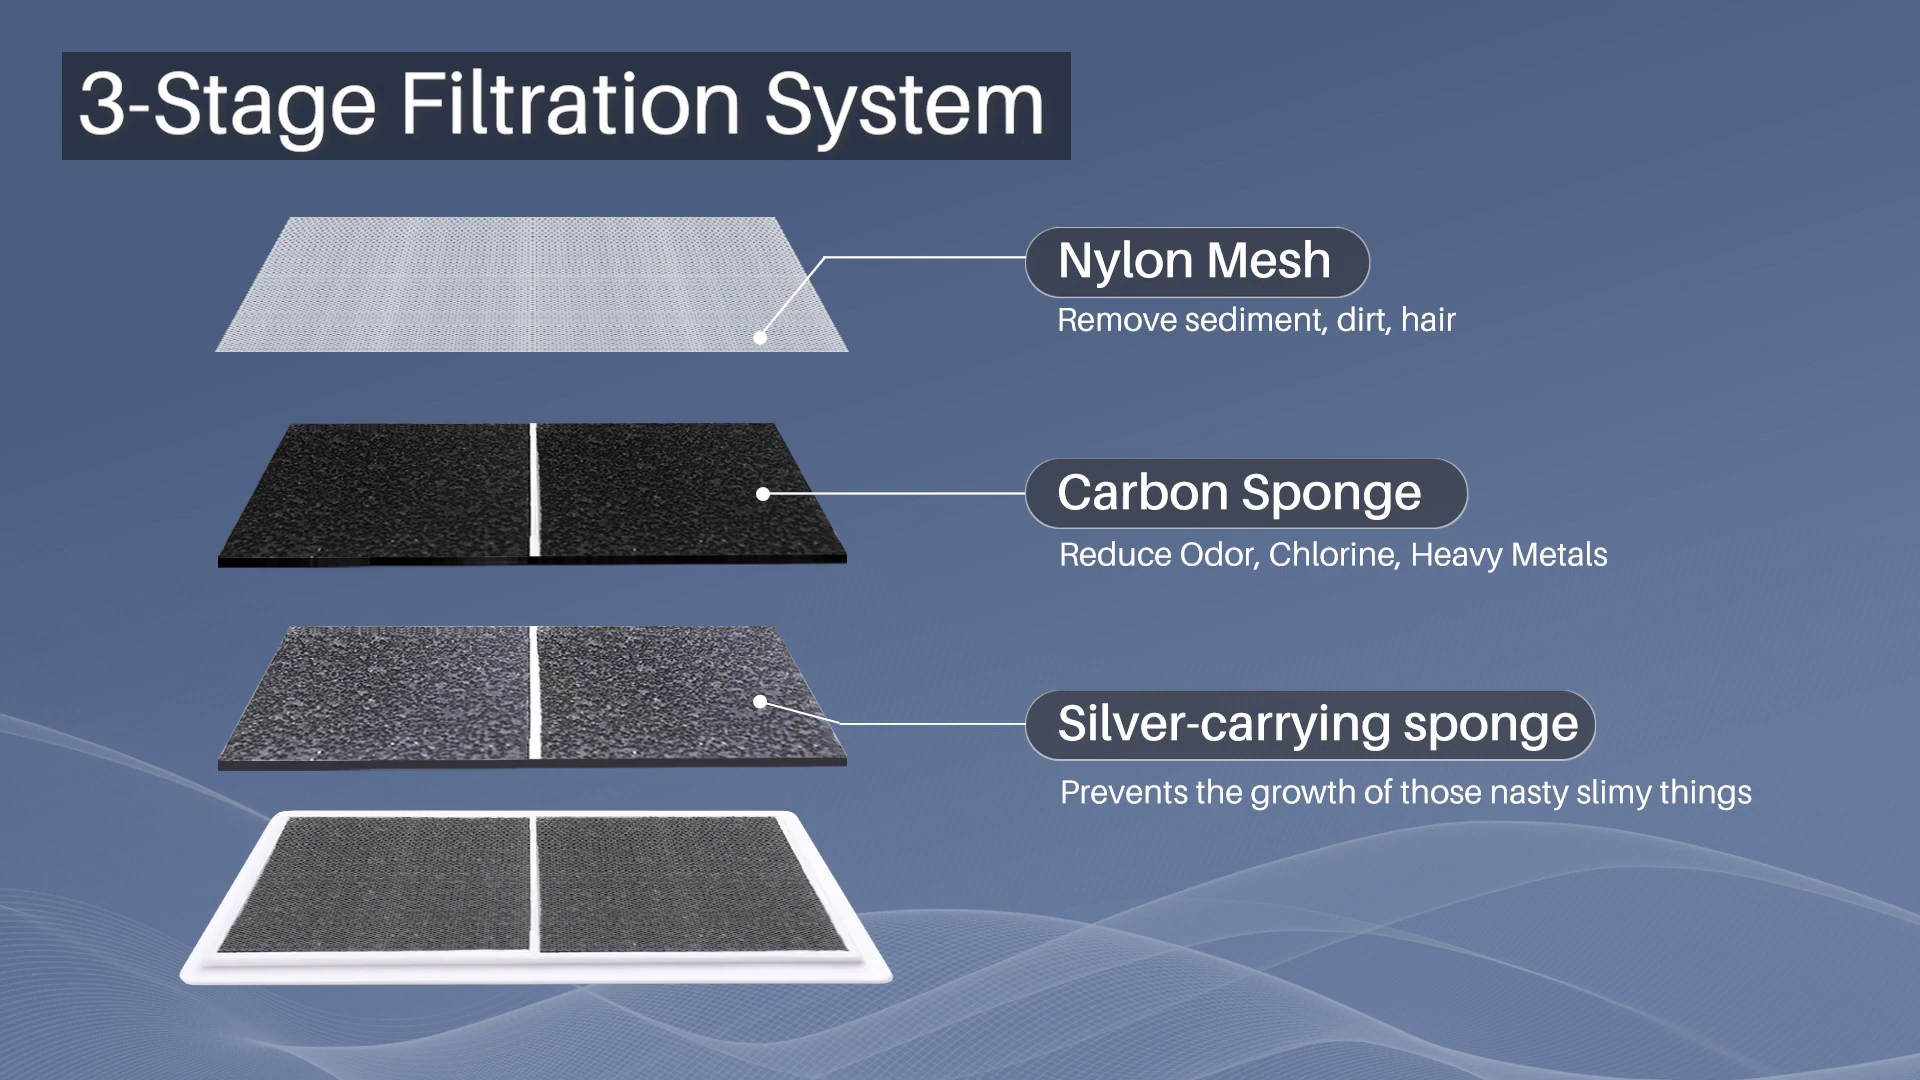 3-Stage Filtration System
Nylon Mesh
Remove sediment, dirt, hair
Carbon Sponge
Reduce Odor, Chlorine, Heavy Metals
Silver-carrying sponge
Prevents the growth of those nasty slimy things